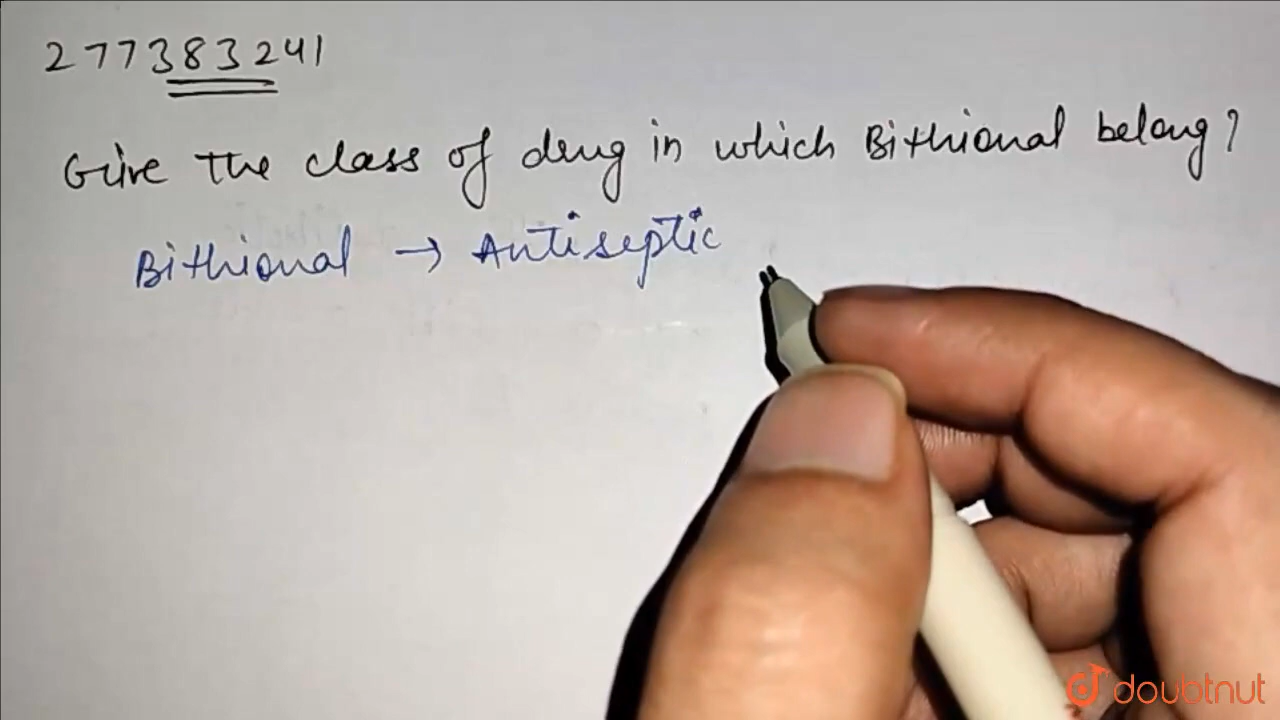 277383241
Give the class of drug in which Bithional belong?
Bithional → Antiseptic
doubtnut